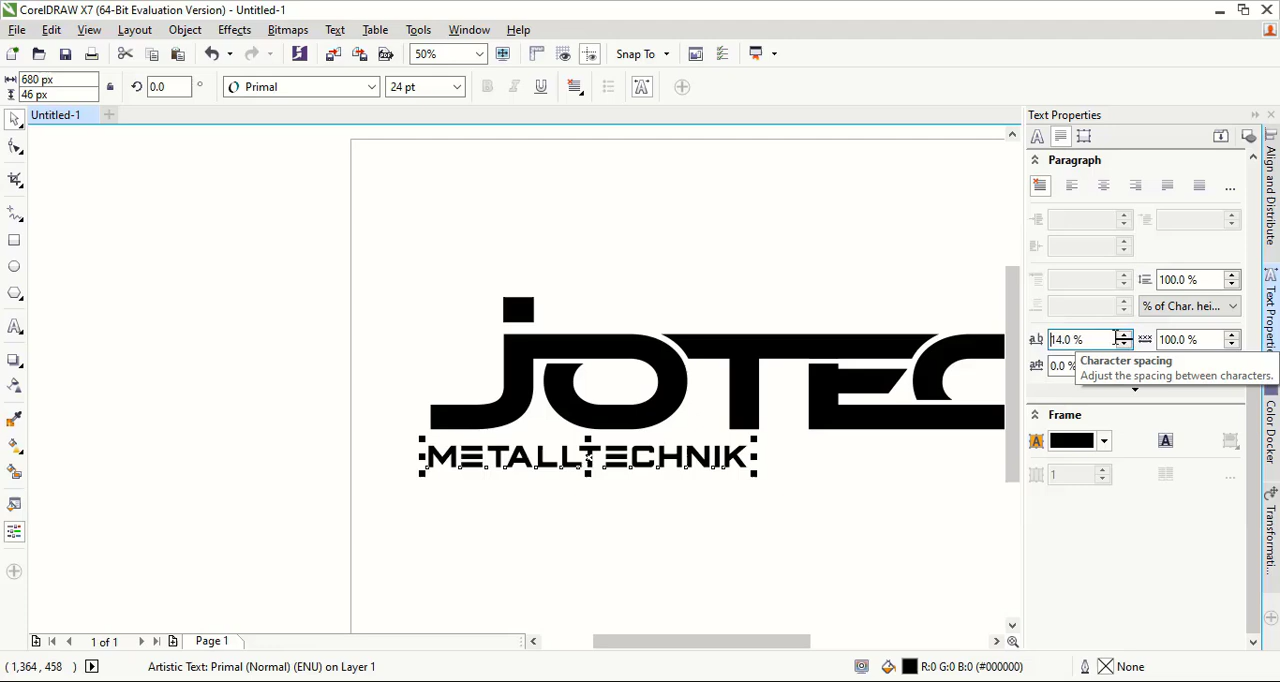 CorelDRAW X7 (64-Bit Evaluation Version) - Untitled-1
File Edit View Layout Object Effects Bitmaps Text Table Tools Window Help
50% Snap To
680 px
46 px
0.0 ° Primal 24 pt
Untitled-1
Text Properties
Paragraph
100.0 %
% of Char. hei...
14.0 % 100.0 %
Character spacing
Adjust the spacing between characters.
0.0 %
Frame
1
Align and Distribute
Text Properti
Color Docker
Transformati...
JOTEC
METALLTECHNIK
1 of 1 Page 1
(1,364 , 458 ) Artistic Text: Primal (Normal) (ENU) on Layer 1 R:0 G:0 B:0 (#000000) None